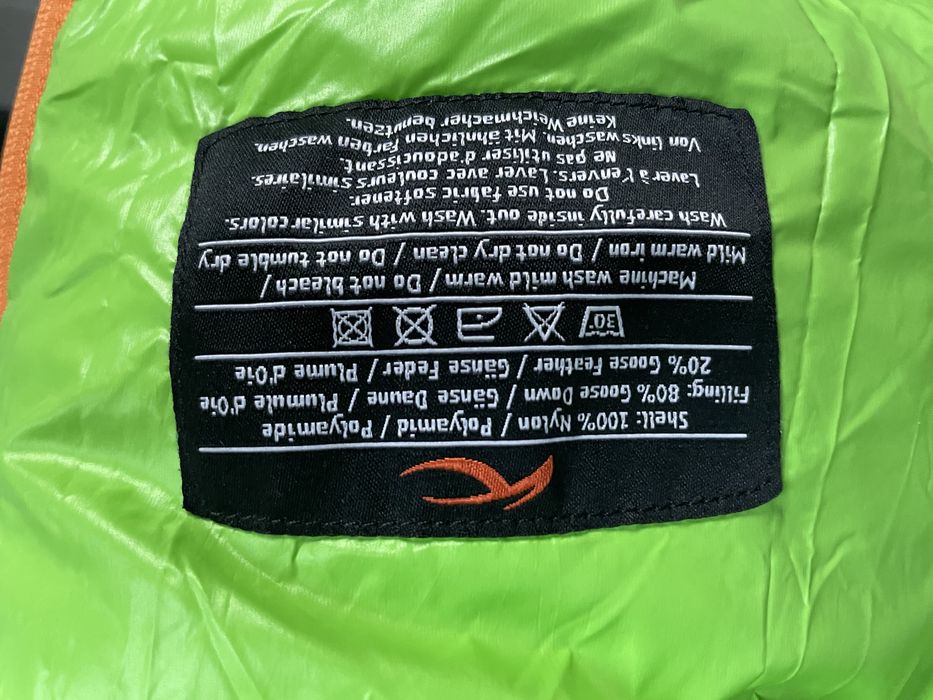 Shell: 100% Nylon / Polyamid / Polyamide
Filling: 80% Goose Down / Gänse Daune / Plumule d'Oie
20% Goose Feather / Gänse Feder / Plume d'Oie
30°
Machine wash mild warm / Do not bleach /
Mild warm iron / Do not dry clean / Do not tumble dry
Wash carefully inside out. Wash with similar colors.
Do not use fabric softener.
Laver à l'envers. Laver avec couleurs similaires.
Ne pas utiliser d'adoucissant.
Von links waschen. Mit ähnlichen Farben waschen.
Keine Weichmacher benutzen.